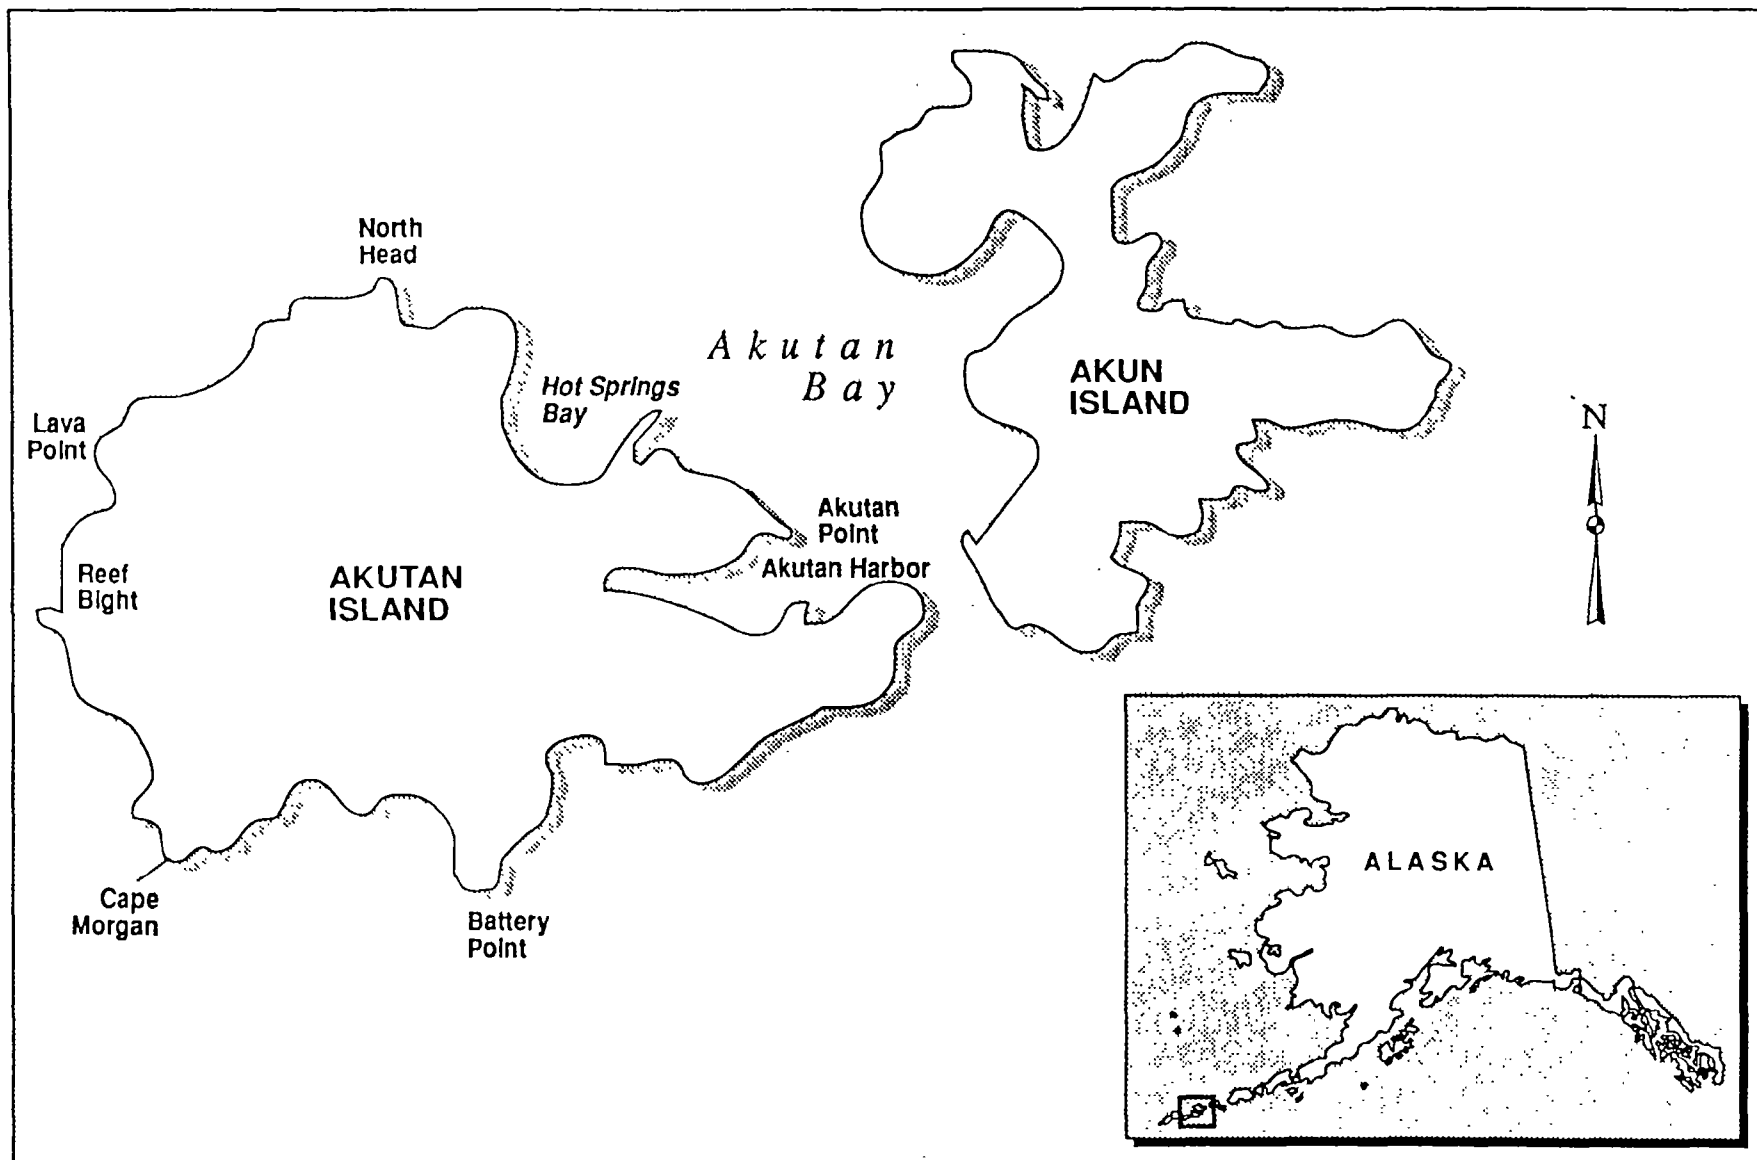 North
Head
Akutan
Bay
Hot Springs
Bay
AKUN
ISLAND
Lava
Point
N
Akutan
Point
Akutan Harbor
Reef
Bight
AKUTAN
ISLAND
ALASKA
Cape
Morgan
Battery
Point